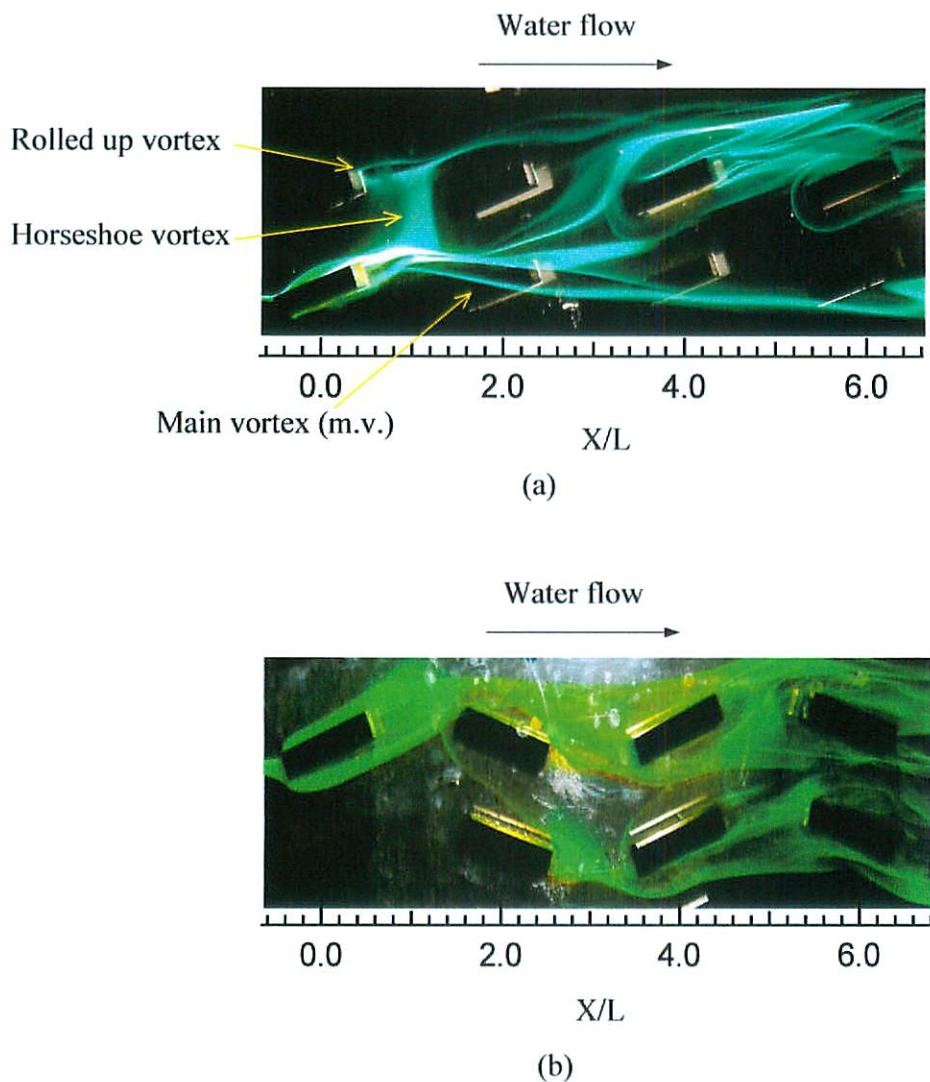 Water flow
Rolled up vortex
Horseshoe vortex
0.0 2.0 4.0 6.0
Main vortex (m.v.)
X/L
(a)
Water flow
0.0 2.0 4.0 6.0
X/L
(b)